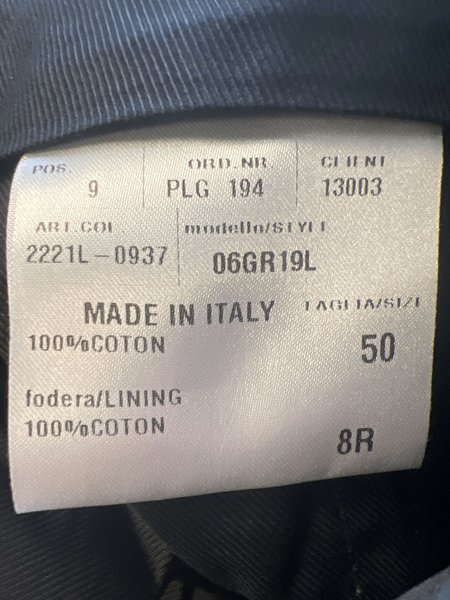 POS. ORD.NR. CLIENT
9 PLG 194 13003
ART.COL modello/STYLE
2221L-0937 06GR19L
MADE IN ITALY TAGLIA/SIZE
100%COTON 50
fodera/LINING
100%COTON 8R